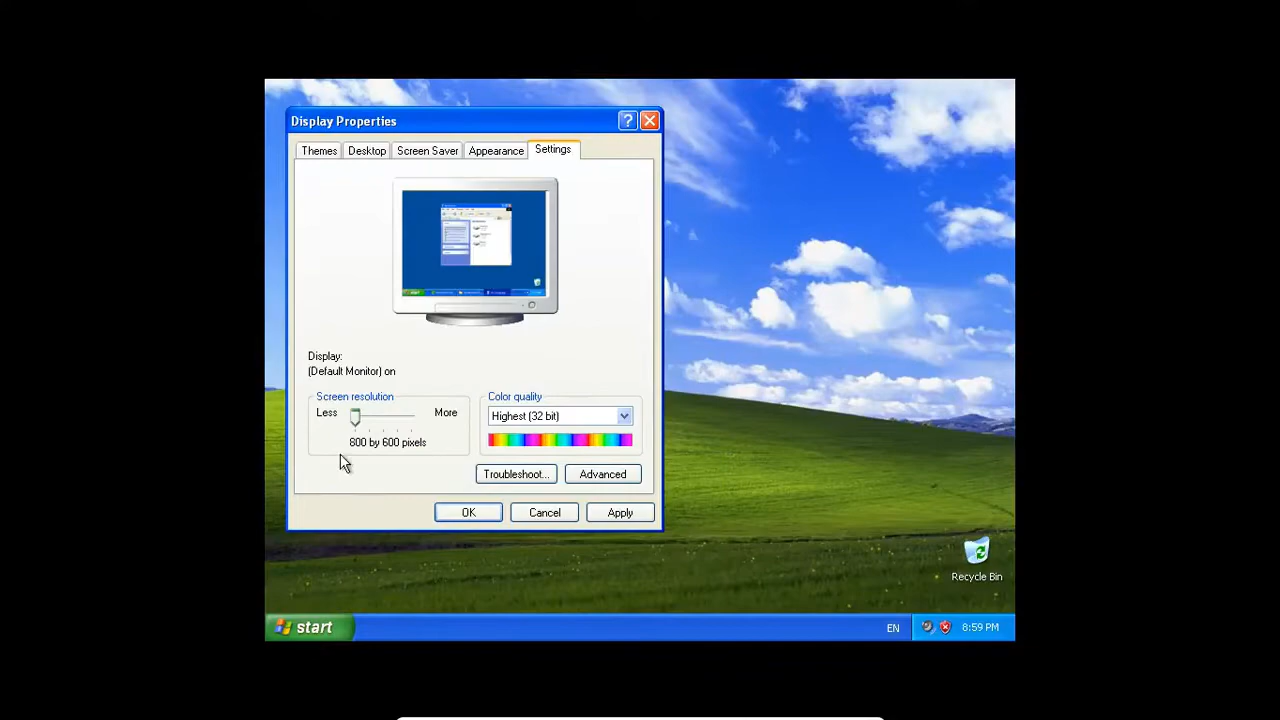 Display Properties
Themes Desktop Screen Saver Appearance Settings
Display:
(Default Monitor) on
Screen resolution
Less More
800 by 600 pixels
Color quality
Highest (32 bit)
Troubleshoot... Advanced
OK Cancel Apply
Recycle Bin
start EN 8:59 PM